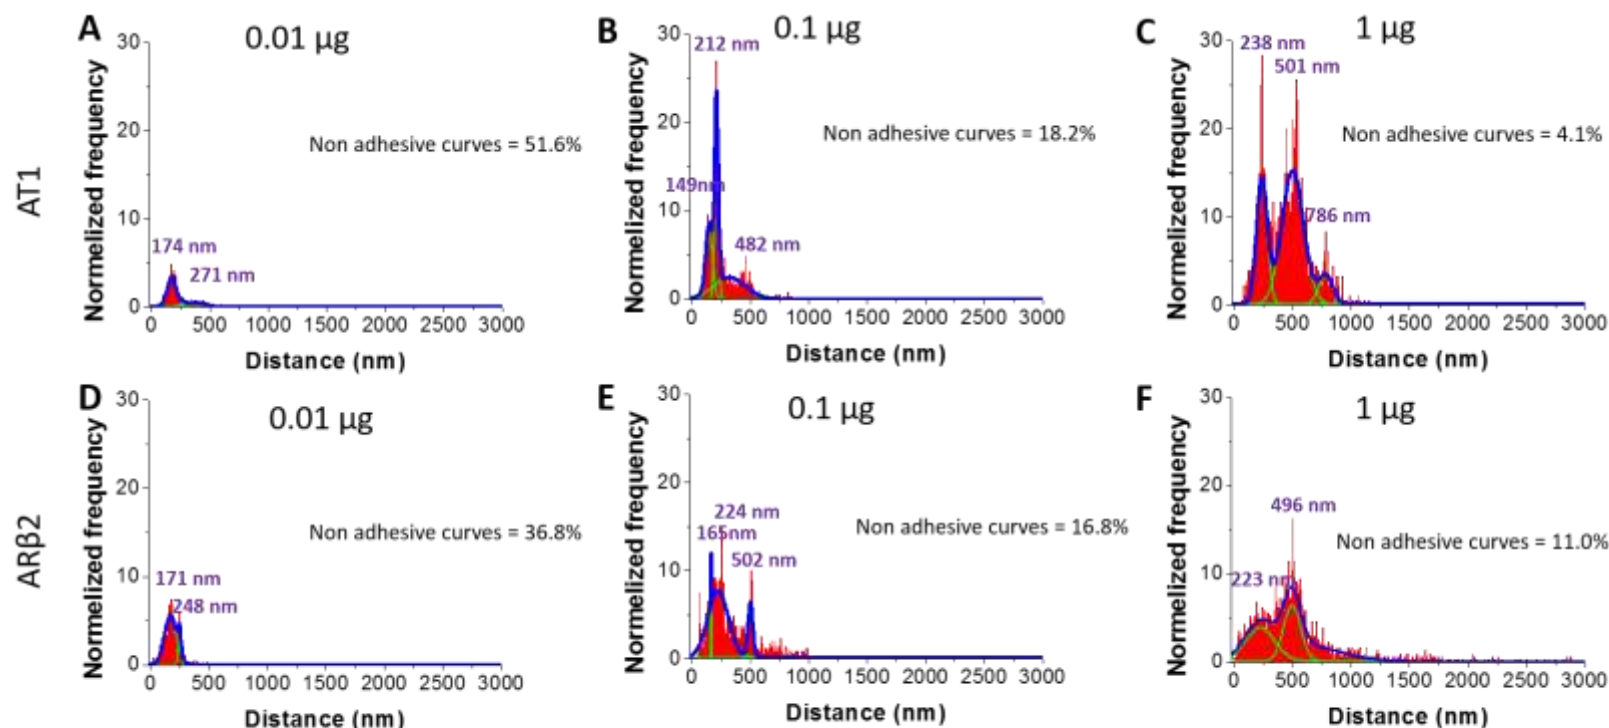 A
0.01 µg
30
20
10
0
Normelized frequency
AT1
Non adhesive curves = 51.6%
174 nm
271 nm
0 500 1000 1500 2000 2500 3000
Distance (nm)
B
0.1 µg
30
20
10
0
Normelized frequency
212 nm
Non adhesive curves = 18.2%
149nm
482 nm
0 500 1000 1500 2000 2500 3000
Distance (nm)
C
1 µg
30
20
10
0
Normelized frequency
238 nm
501 nm
Non adhesive curves = 4.1%
786 nm
0 500 1000 1500 2000 2500 3000
Distance (nm)
D
0.01 µg
30
20
10
0
Normelized frequency
ARβ2
Non adhesive curves = 36.8%
171 nm
248 nm
0 500 1000 1500 2000 2500 3000
Distance (nm)
E
0.1 µg
30
20
10
0
Normelized frequency
224 nm
Non adhesive curves = 16.8%
165nm
502 nm
0 500 1000 1500 2000 2500 3000
Distance (nm)
F
1 µg
30
20
10
0
Normelized frequency
496 nm
Non adhesive curves = 11.0%
223 nm
0 500 1000 1500 2000 2500 3000
Distance (nm)